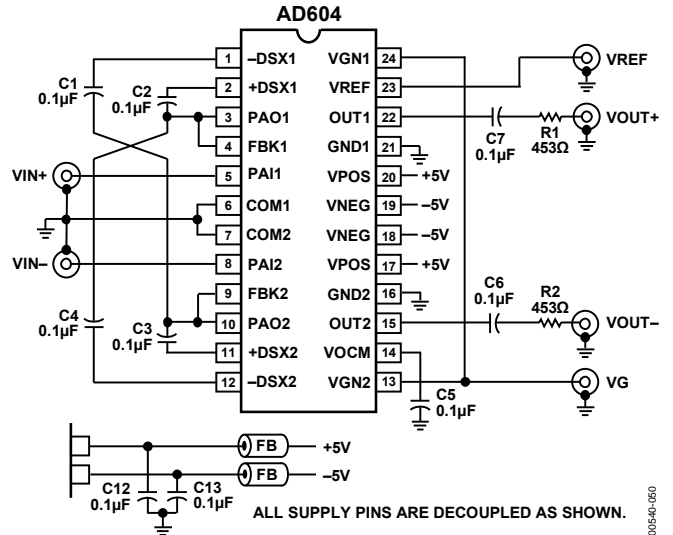 AD604
C1
0.1µF
C2
0.1µF
1 –DSX1 VGN1 24
2 +DSX1 VREF 23
VREF
3 PAO1 OUT1 22
C7
0.1µF
R1
453Ω
VOUT+
4 FBK1 GND1 21
VIN+
5 PAI1 VPOS 20 +5V
6 COM1 VNEG 19 –5V
7 COM2 VNEG 18 –5V
VIN–
8 PAI2 VPOS 17 +5V
9 FBK2 GND2 16
C6
0.1µF
R2
453Ω
C4
0.1µF
C3
0.1µF
10 PAO2 OUT2 15
VOUT–
11 +DSX2 VOCM 14
12 –DSX2 VGN2 13
C5
0.1µF
VG
FB +5V
FB –5V
C12
0.1µF
C13
0.1µF
ALL SUPPLY PINS ARE DECOUPLED AS SHOWN.
00540-050